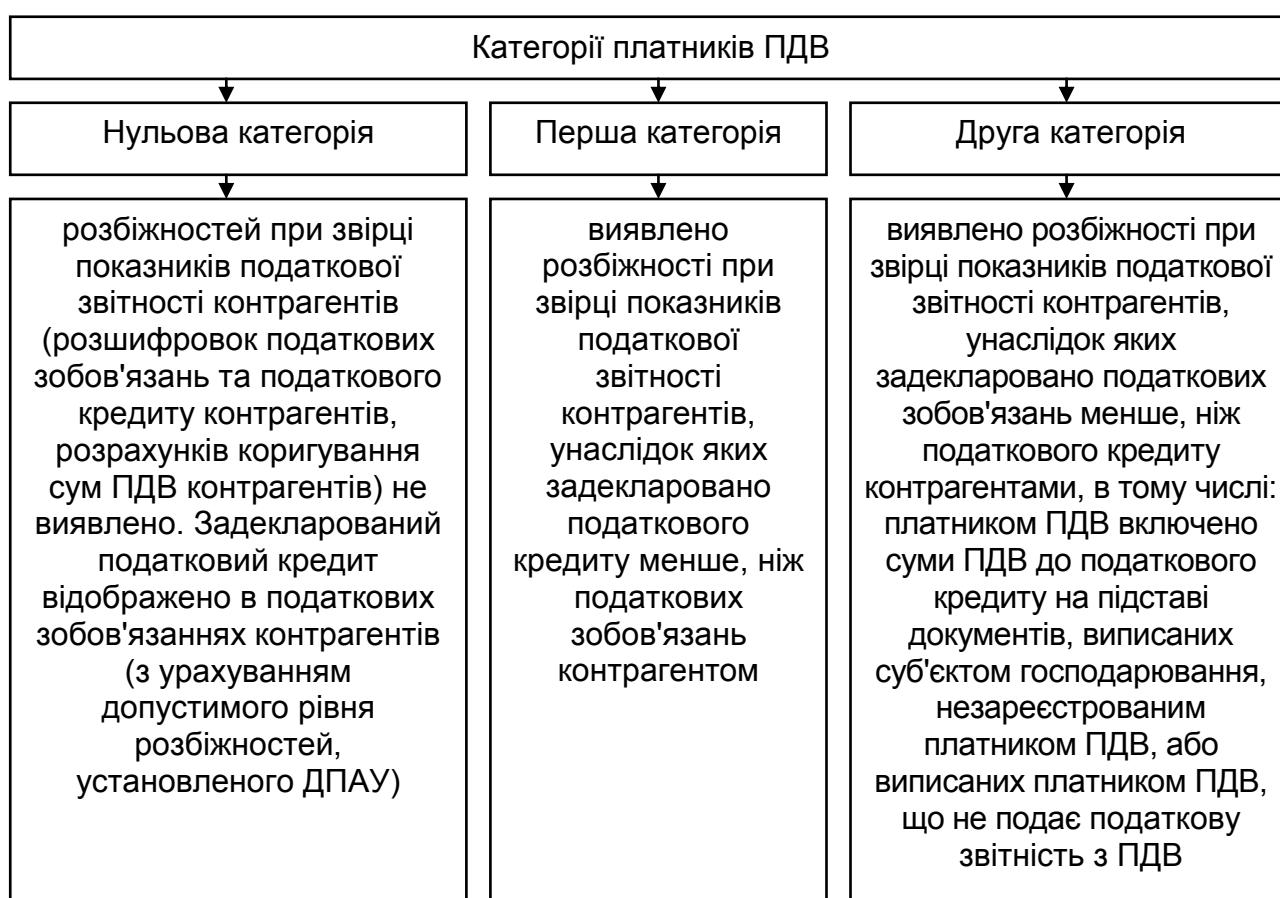 Категорії платників ПДВ
Нульова категорія
Перша категорія
Друга категорія
розбіжностей при звірці
показників податкової
звітності контрагентів
(розшифровок податкових
зобов'язань та податкового
кредиту контрагентів,
розрахунків коригування
сум ПДВ контрагентів) не
виявлено. Задекларований
податковий кредит
відображено в податкових
зобов'язаннях контрагентів
(з урахуванням
допустимого рівня
розбіжностей,
установленого ДПАУ)
виявлено
розбіжності при
звірці показників
податкової
звітності
контрагентів,
унаслідок яких
задекларовано
податкового
кредиту менше, ніж
податкових
зобов'язань
контрагентом
виявлено розбіжності при
звірці показників податкової
звітності контрагентів,
унаслідок яких
задекларовано податкових
зобов'язань менше, ніж
податкового кредиту
контрагентами, в тому числі:
платником ПДВ включено
суми ПДВ до податкового
кредиту на підставі
документів, виписаних
суб'єктом господарювання,
незареєстрованим
платником ПДВ, або
виписаних платником ПДВ,
що не подає податкову
звітність з ПДВ